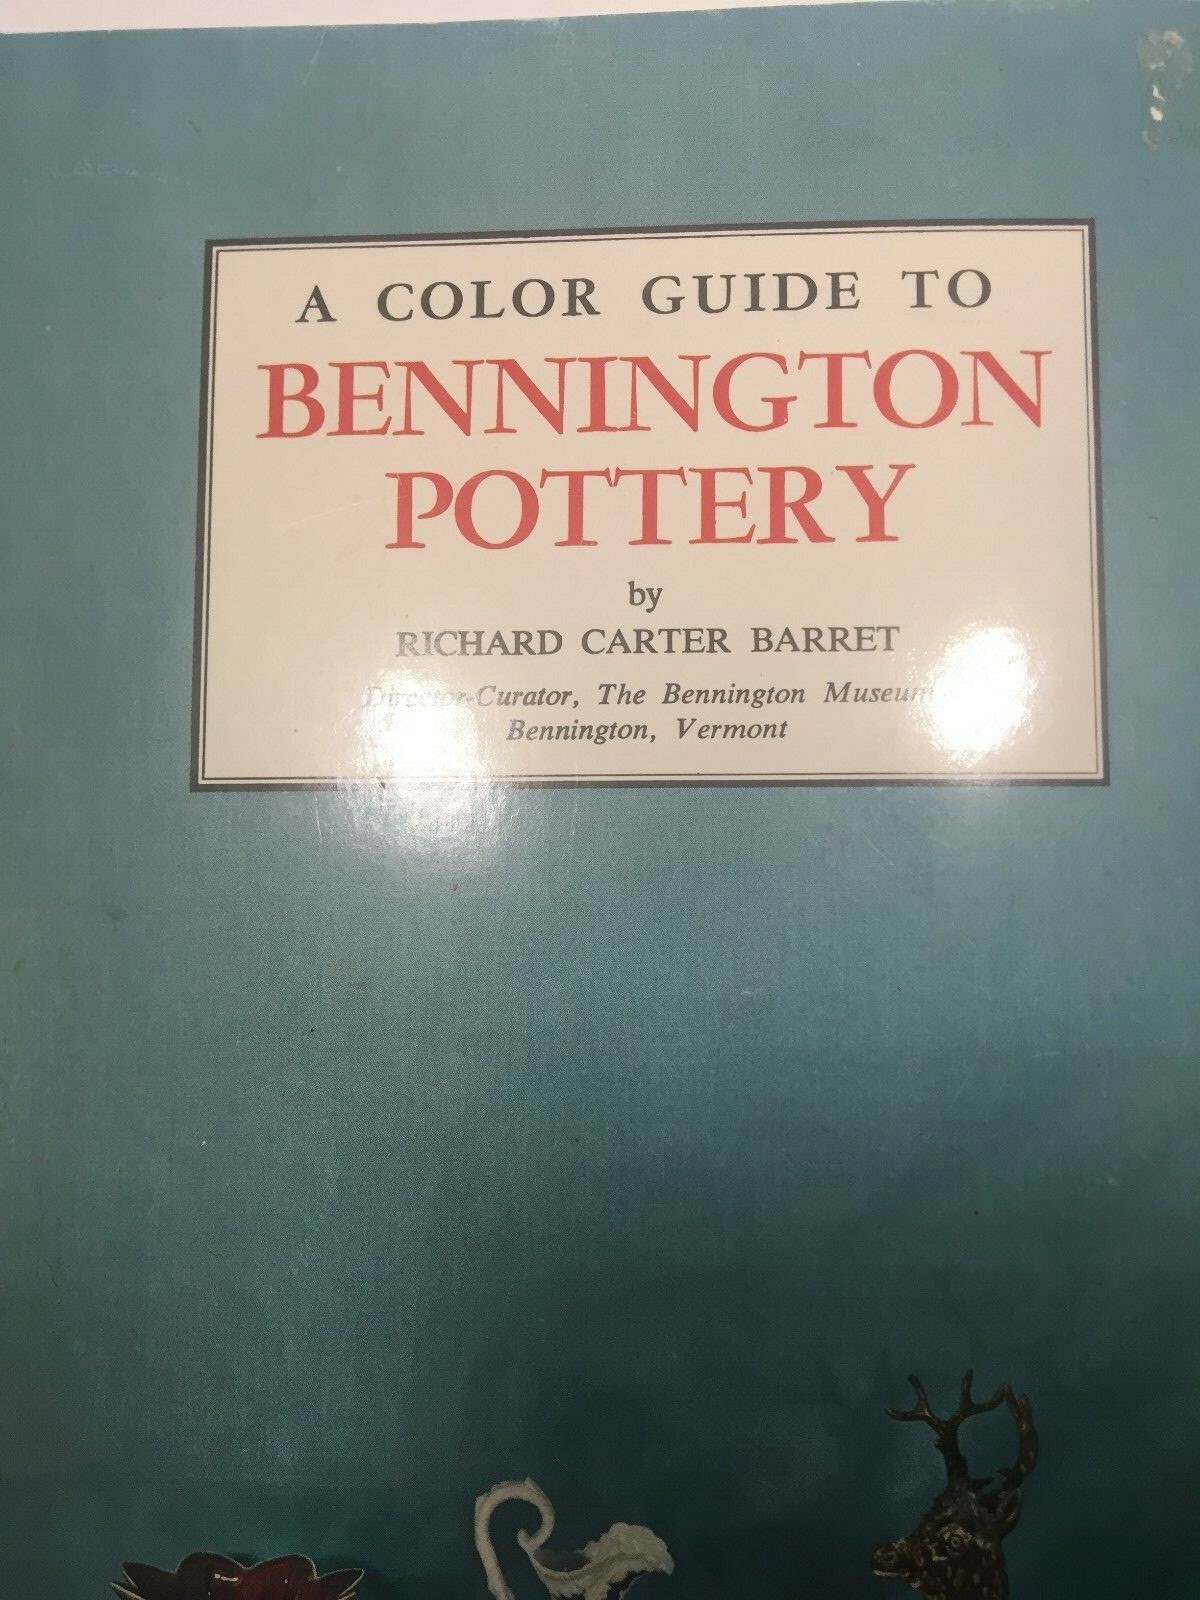 A COLOR GUIDE TO
BENNINGTON
POTTERY
by
RICHARD CARTER BARRET
Director-Curator, The Bennington Museum
Bennington, Vermont